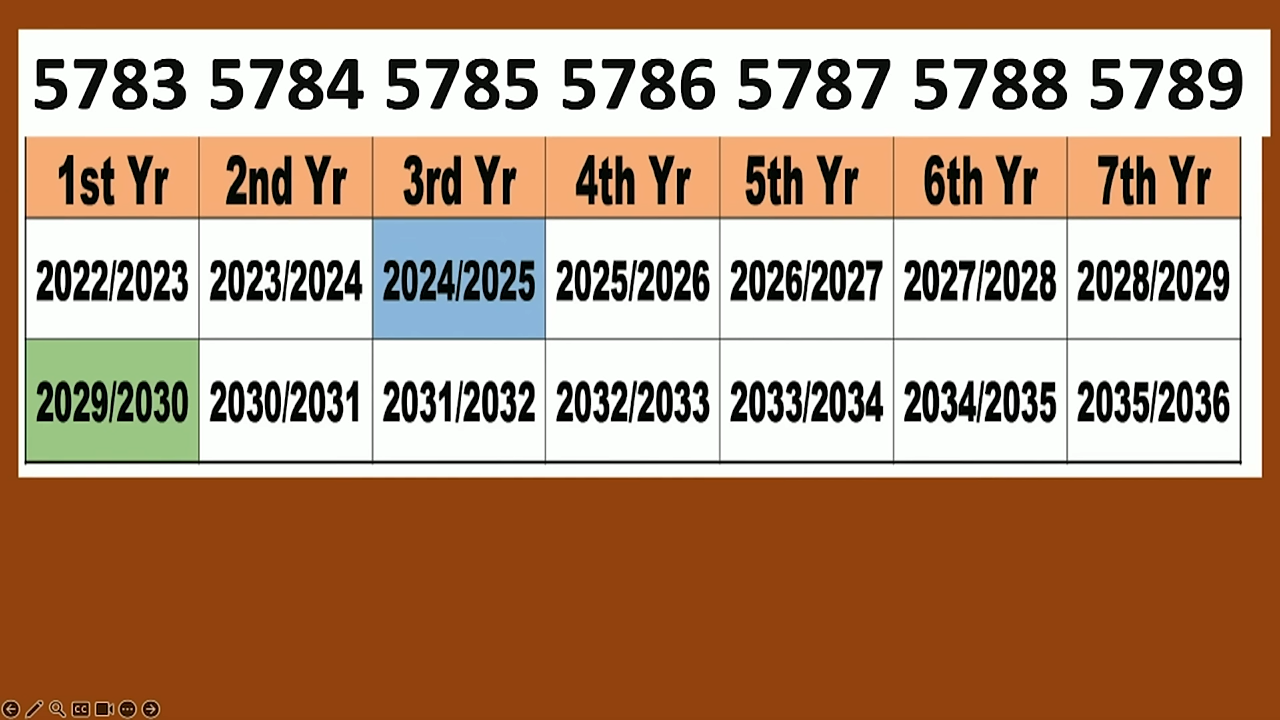 5783 5784 5785 5786 5787 5788 5789
1st Yr 2nd Yr 3rd Yr 4th Yr 5th Yr 6th Yr 7th Yr
2022/2023 2023/2024 2024/2025 2025/2026 2026/2027 2027/2028 2028/2029
2029/2030 2030/2031 2031/2032 2032/2033 2033/2034 2034/2035 2035/2036
CC